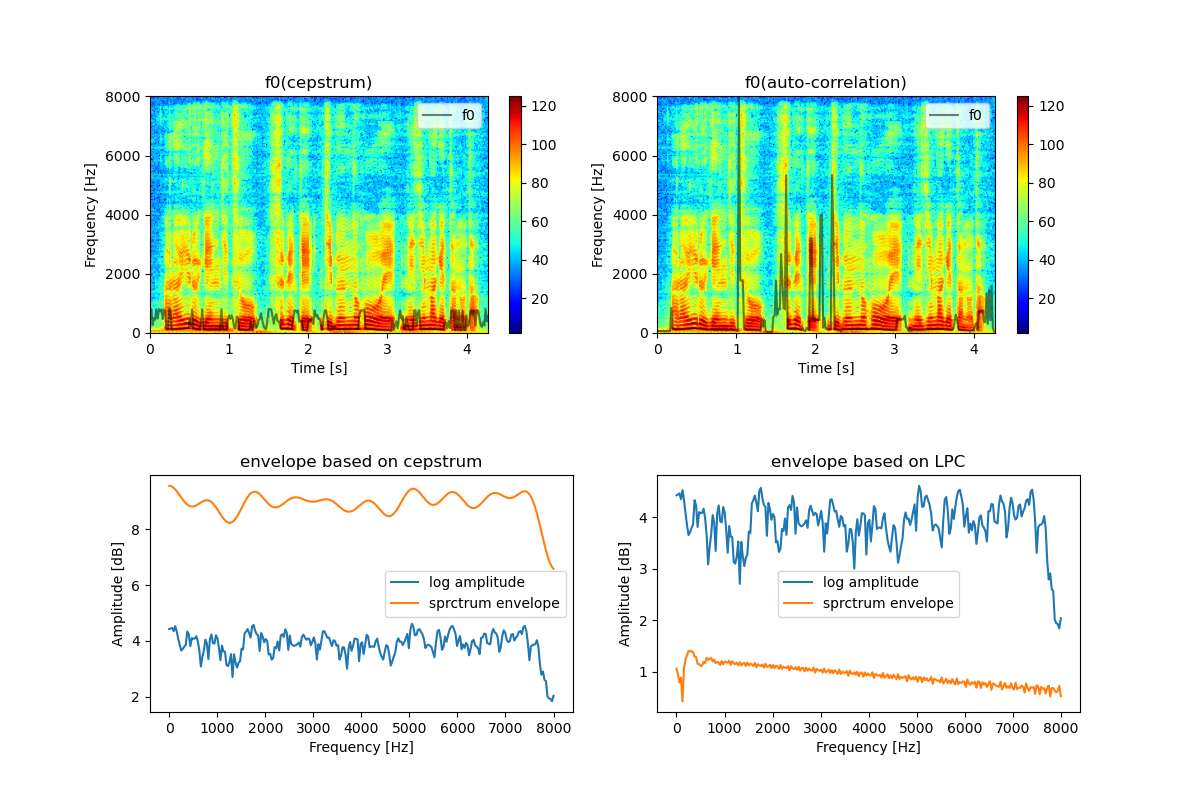 f0(cepstrum)
f0(auto-correlation)
8000
6000
4000
2000
0
Frequency [Hz]
f0
0 1 2 3 4
Time [s]
120
100
80
60
40
20
8000
6000
4000
2000
0
Frequency [Hz]
f0
0 1 2 3 4
Time [s]
120
100
80
60
40
20
envelope based on cepstrum
8
6
4
2
Amplitude [dB]
log amplitude
sprctrum envelope
0 1000 2000 3000 4000 5000 6000 7000 8000
Frequency [Hz]
envelope based on LPC
4
3
2
1
Amplitude [dB]
log amplitude
sprctrum envelope
0 1000 2000 3000 4000 5000 6000 7000 8000
Frequency [Hz]